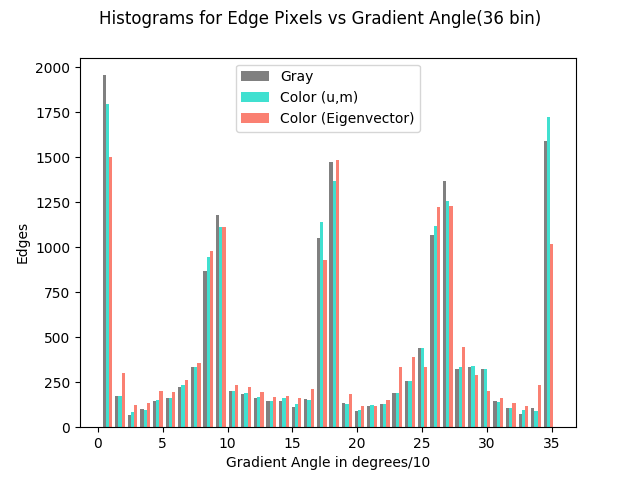 Histograms for Edge Pixels vs Gradient Angle(36 bin)
Gray
Color (u,m)
Color (Eigenvector)
2000
1750
1500
1250
1000
750
500
250
0
Edges
0 5 10 15 20 25 30 35
Gradient Angle in degrees/10